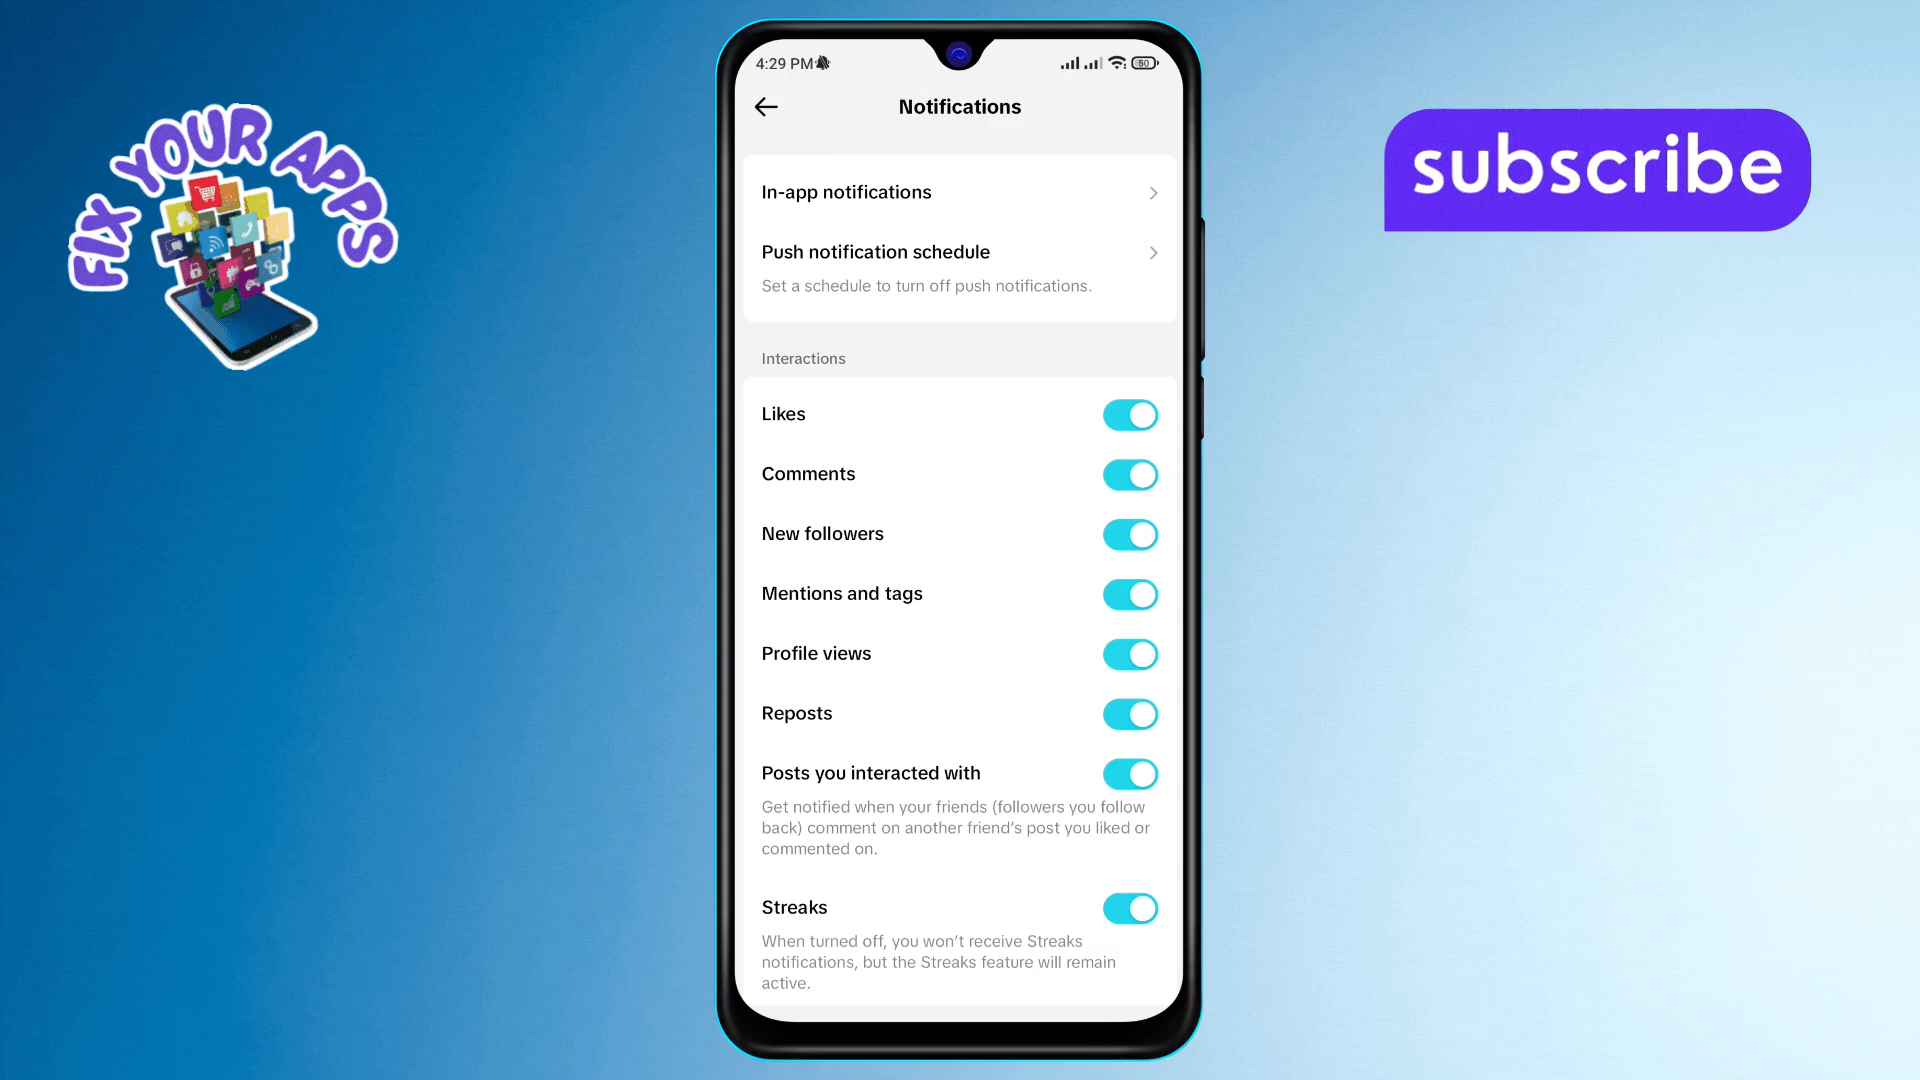 FIX YOUR APPS
subscribe
4:29 PM
50
Notifications
In-app notifications
Push notification schedule
Set a schedule to turn off push notifications.
Interactions
Likes
Comments
New followers
Mentions and tags
Profile views
Reposts
Posts you interacted with
Get notified when your friends (followers you follow
back) comment on another friend's post you liked or
commented on.
Streaks
When turned off, you won't receive Streaks
notifications, but the Streaks feature will remain
active.